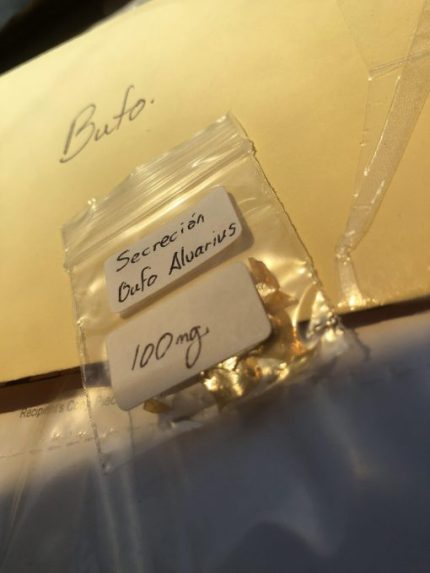 Bufo.
Secreción
Bufo Alvarius
100mg.